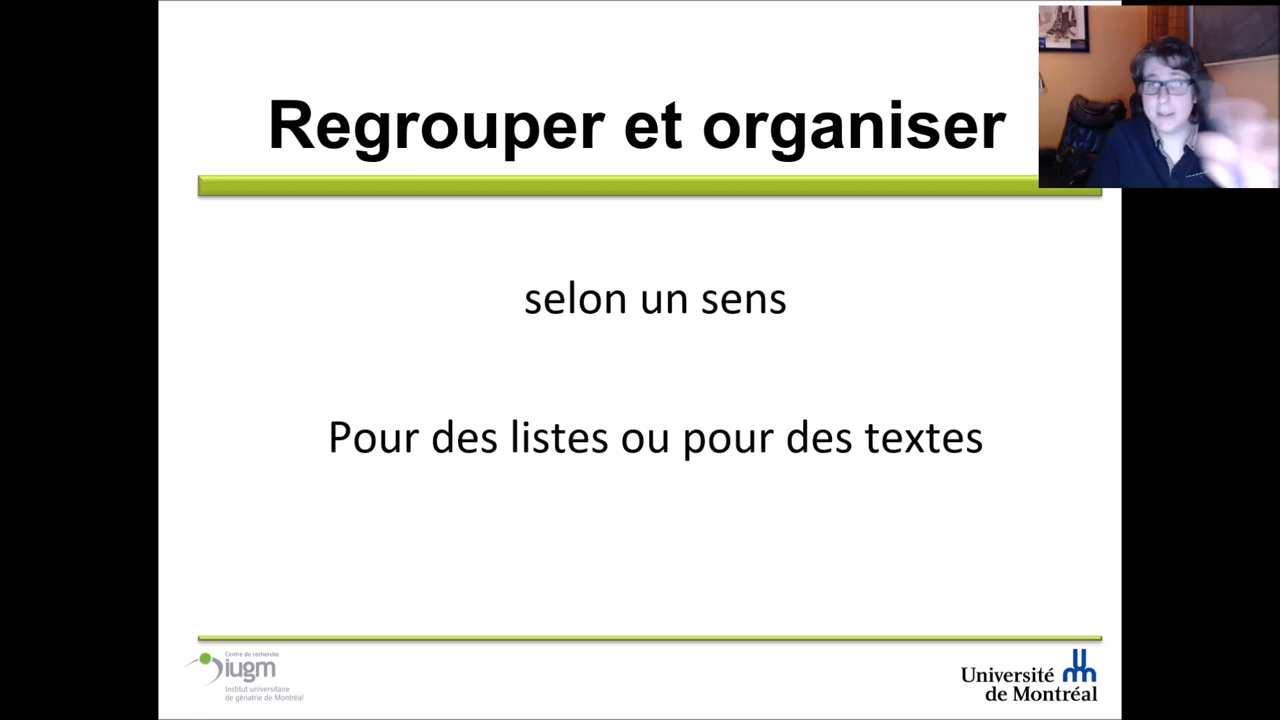 Regrouper et organiser
selon un sens
Pour des listes ou pour des textes
Centre de recherche
iugm
Institut universitaire
de gériatrie de Montréal
Université
de Montréal